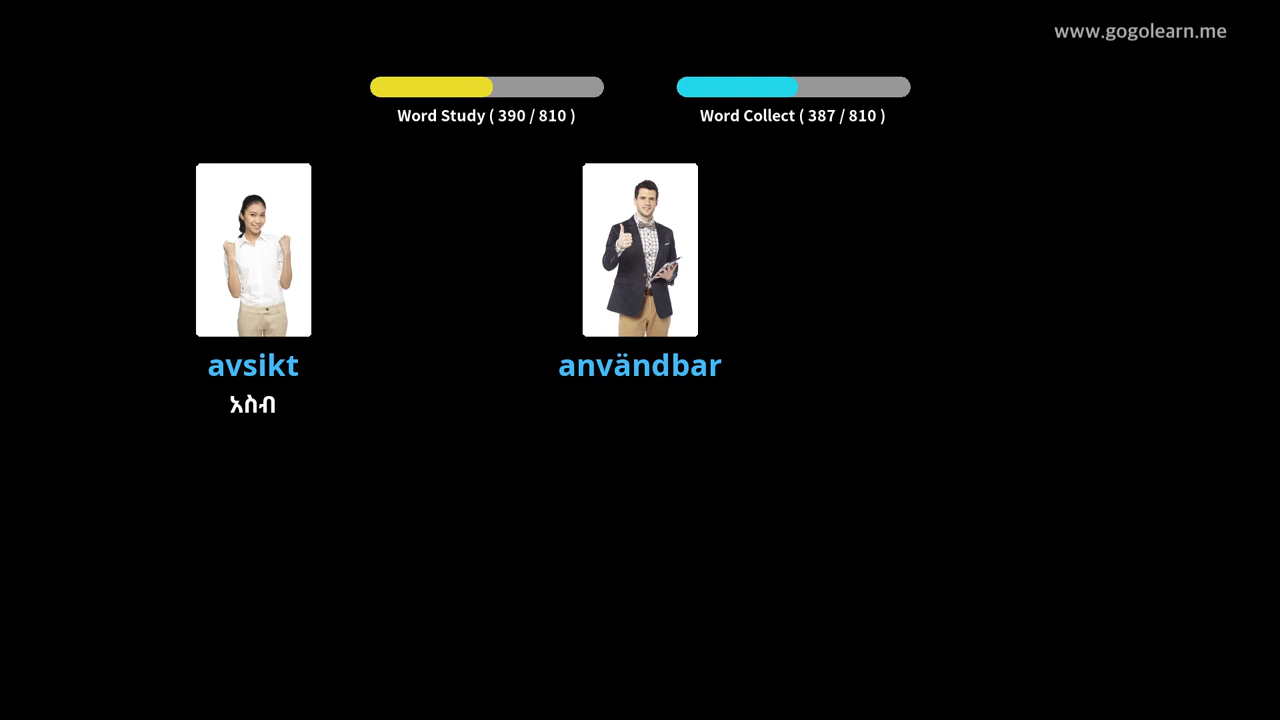 www.gogolearn.me
Word Study ( 390 / 810 )
Word Collect ( 387 / 810 )
avsikt
användbar
አስብ